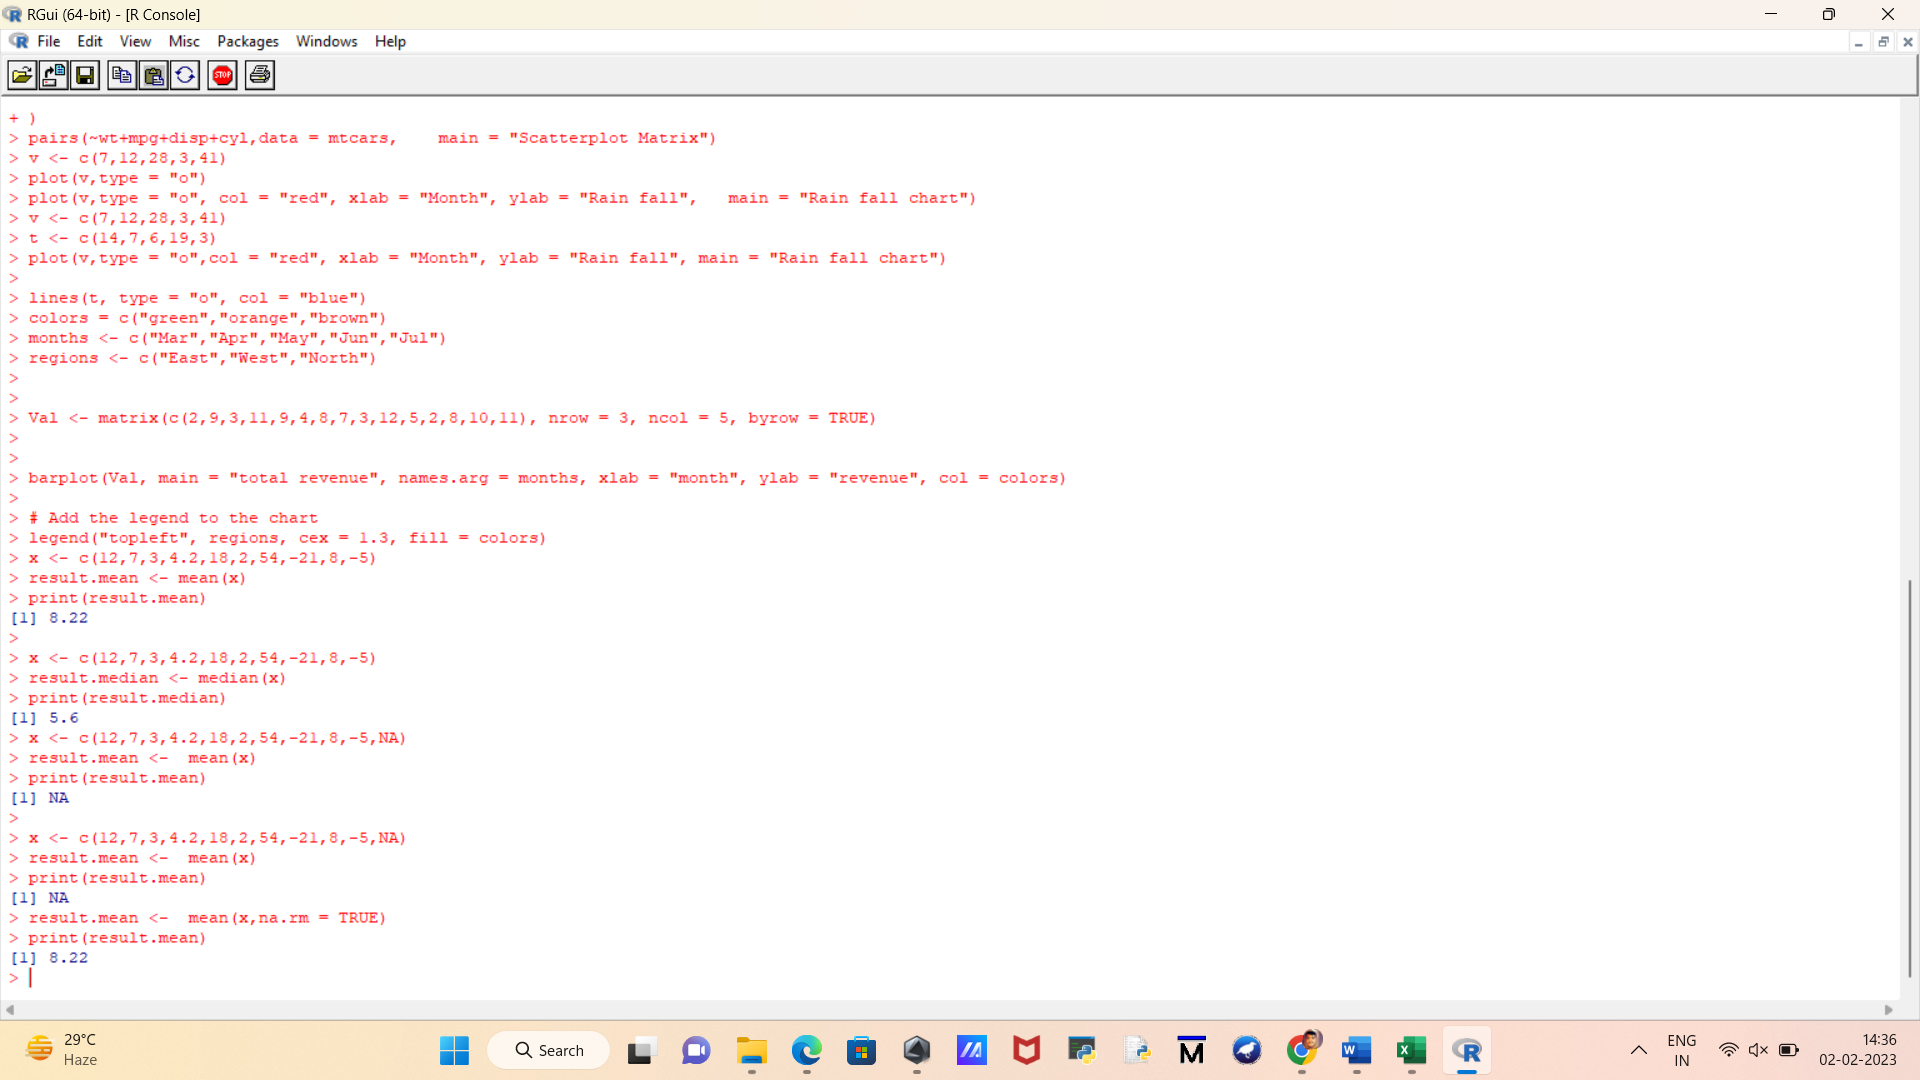 RGui (64-bit) - [R Console]
File Edit View Misc Packages Windows Help
STOP
+ )
> pairs(~wt+mpg+disp+cyl,data = mtcars,    main = "Scatterplot Matrix")
> v <- c(7,12,28,3,41)
> plot(v,type = "o")
> plot(v,type = "o", col = "red", xlab = "Month", ylab = "Rain fall",   main = "Rain fall chart")
> v <- c(7,12,28,3,41)
> t <- c(14,7,6,19,3)
> plot(v,type = "o",col = "red", xlab = "Month", ylab = "Rain fall", main = "Rain fall chart")
>
> lines(t, type = "o", col = "blue")
> colors = c("green","orange","brown")
> months <- c("Mar","Apr","May","Jun","Jul")
> regions <- c("East","West","North")
>
>
> Val <- matrix(c(2,9,3,11,9,4,8,7,3,12,5,2,8,10,11), nrow = 3, ncol = 5, byrow = TRUE)
>
>
> barplot(Val, main = "total revenue", names.arg = months, xlab = "month", ylab = "revenue", col = colors)
>
> # Add the legend to the chart
> legend("topleft", regions, cex = 1.3, fill = colors)
> x <- c(12,7,3,4.2,18,2,54,-21,8,-5)
> result.mean <- mean(x)
> print(result.mean)
[1] 8.22
>
> x <- c(12,7,3,4.2,18,2,54,-21,8,-5)
> result.median <- median(x)
> print(result.median)
[1] 5.6
> x <- c(12,7,3,4.2,18,2,54,-21,8,-5,NA)
> result.mean <-  mean(x)
> print(result.mean)
[1] NA
>
> x <- c(12,7,3,4.2,18,2,54,-21,8,-5,NA)
> result.mean <-  mean(x)
> print(result.mean)
[1] NA
> result.mean <-  mean(x,na.rm = TRUE)
> print(result.mean)
[1] 8.22
>
29°C
Haze
Search
ENG
IN
14:36
02-02-2023